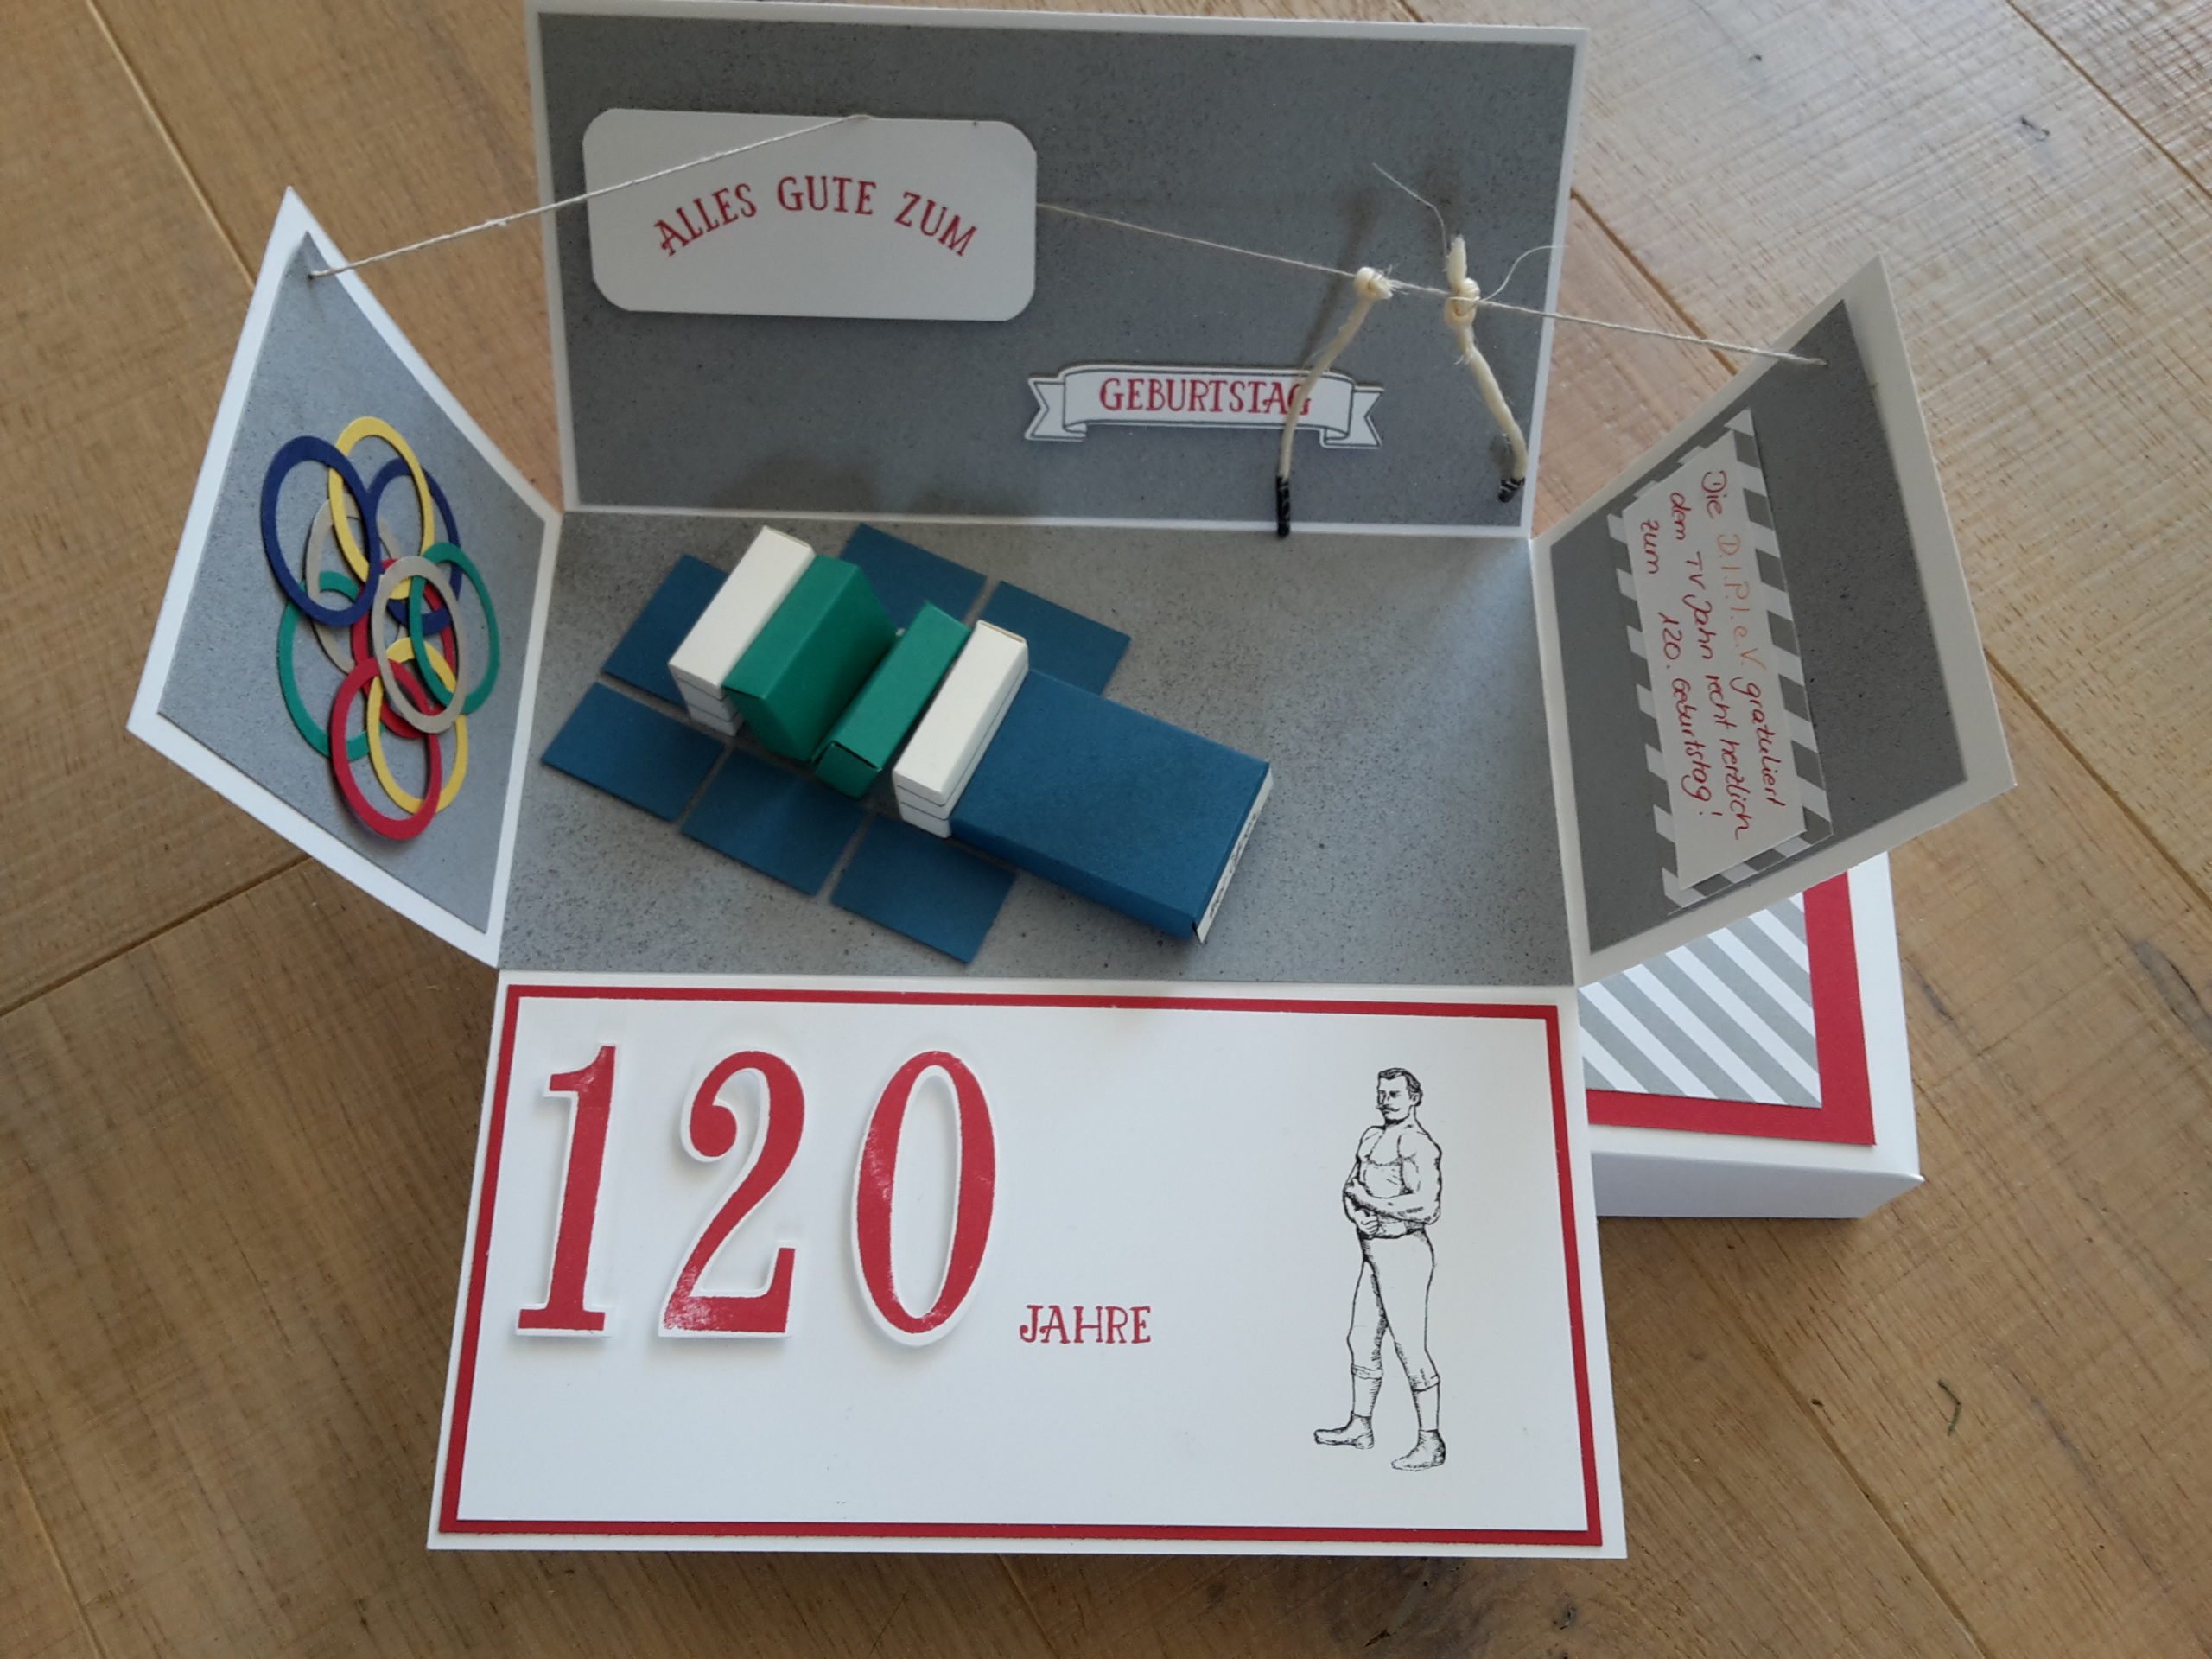 ALLES GUTE ZUM
GEBURTSTAG
Die D.I.P.I. e.V. gratuliert
dem TV Jahn recht herzlich
zum 120. Geburtstag!
120
JAHRE